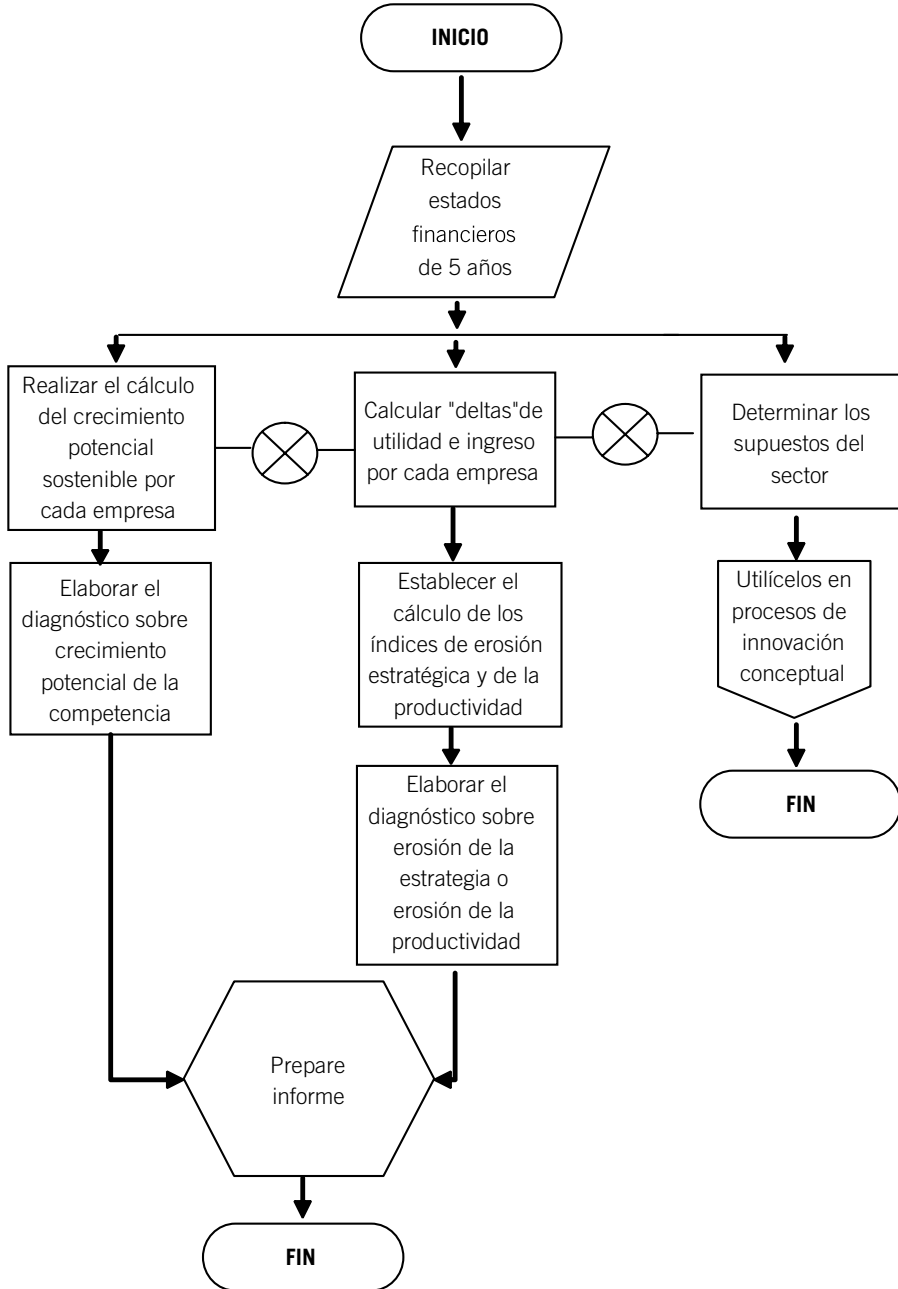 INICIO
Recopilar
estados
financieros
de 5 años
Realizar el cálculo
del crecimiento
potencial
sostenible por
cada empresa
Calcular "deltas"de
utilidad e ingreso
por cada empresa
Determinar los
supuestos del
sector
Elaborar el
diagnóstico sobre
crecimiento
potencial de la
competencia
Establecer el
cálculo de los
índices de erosión
estratégica y de la
productividad
Utilícelos en
procesos de
innovación
conceptual
Elaborar el
diagnóstico sobre
erosión de la
estrategia o
erosión de la
productividad
FIN
Prepare
informe
FIN